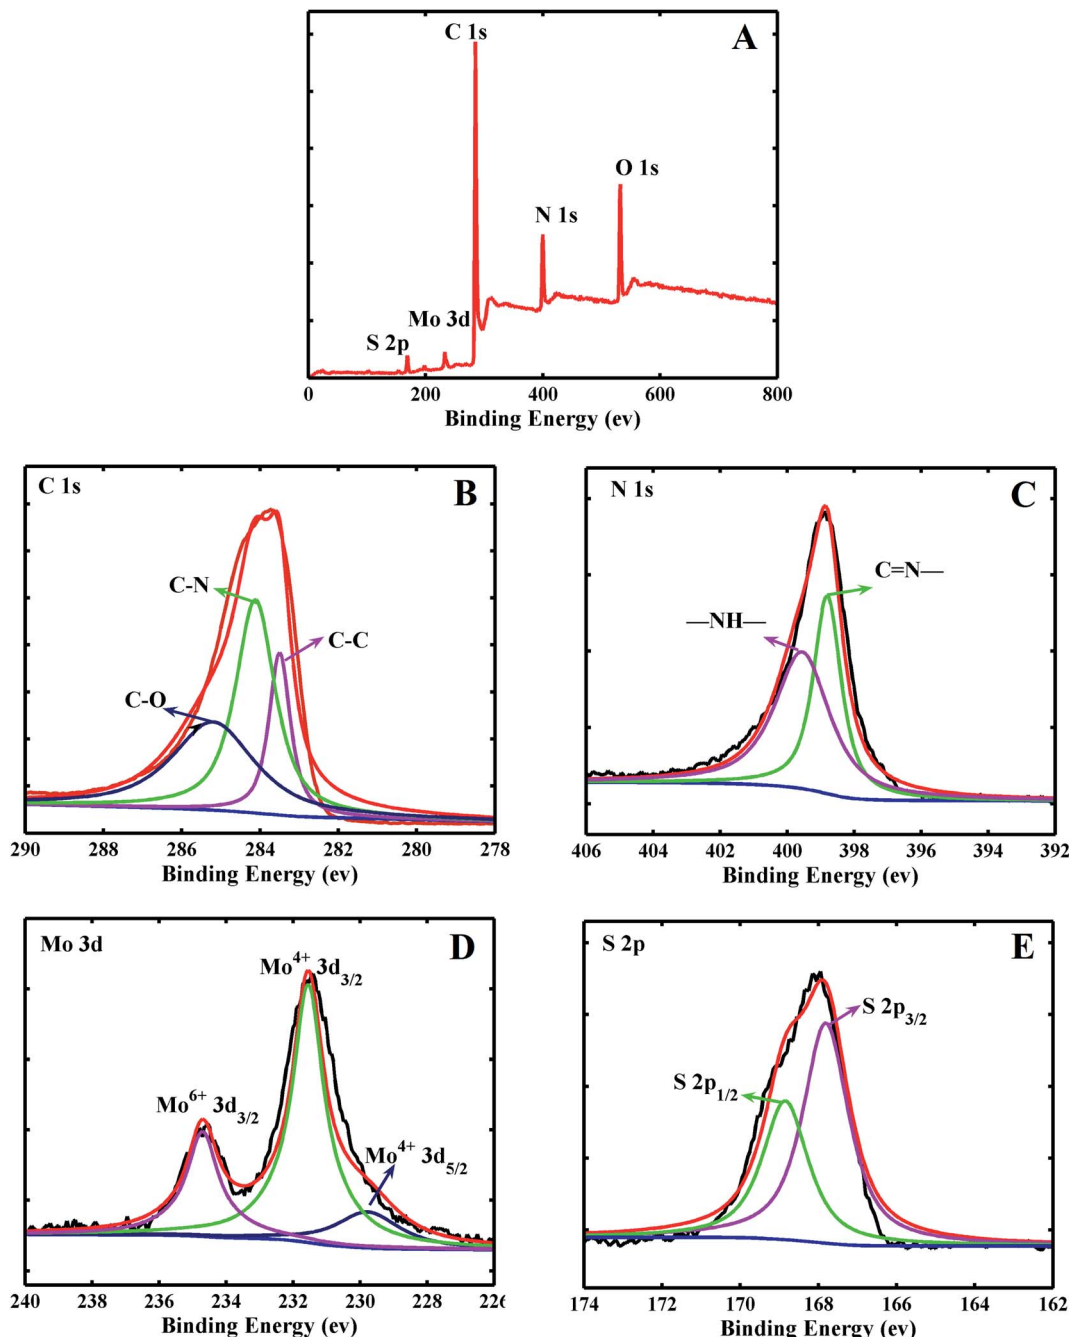 C 1s
A
O 1s
N 1s
Mo 3d
S 2p
0 200 400 600 800
Binding Energy (ev)
C 1s
B
C-N
C-C
C-O
290 288 286 284 282 280 278
Binding Energy (ev)
N 1s
C
C=N—
—NH—
406 404 402 400 398 396 394 392
Binding Energy (ev)
Mo 3d
D
Mo4+ 3d3/2
Mo6+ 3d3/2
Mo4+ 3d5/2
240 238 236 234 232 230 228 226
Binding Energy (ev)
S 2p
E
S 2p3/2
S 2p1/2
174 172 170 168 166 164 162
Binding Energy (ev)